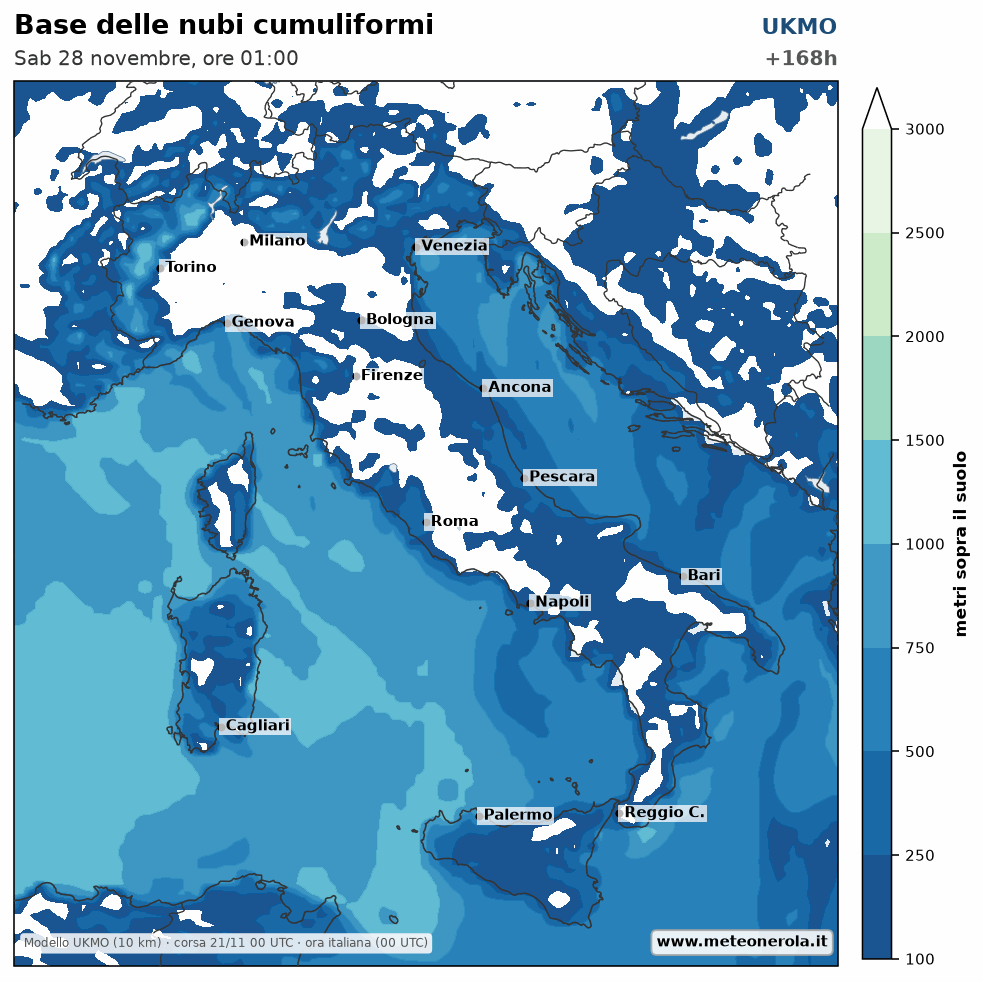 Base delle nubi cumuliformi
UKMO
Sab 28 novembre, ore 01:00
+168h
3000
2500
2000
1500
1000
750
500
250
100
metri sopra il suolo
Milano
Venezia
Torino
Genova
Bologna
Firenze
Ancona
Pescara
Roma
Bari
Napoli
Cagliari
Palermo
Reggio C.
Modello UKMO (10 km) · corsa 21/11 00 UTC · ora italiana (00 UTC)
www.meteonerola.it